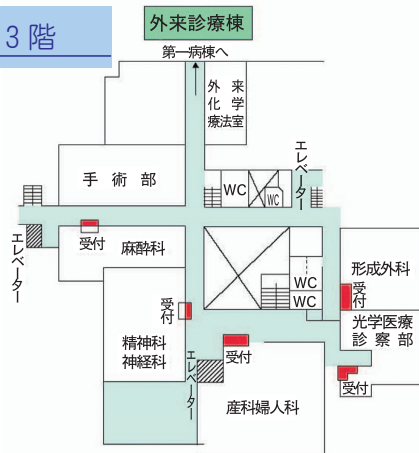 3階
外来診療棟
第一病棟へ
外来
化学
療法室
エレベーター
手術部
WC
WC
受付
エレベーター
麻酔科
形成外科
受付
WC
WC
受付
光学医療
診察部
精神科
神経科
エレベーター
受付
受付
産科婦人科